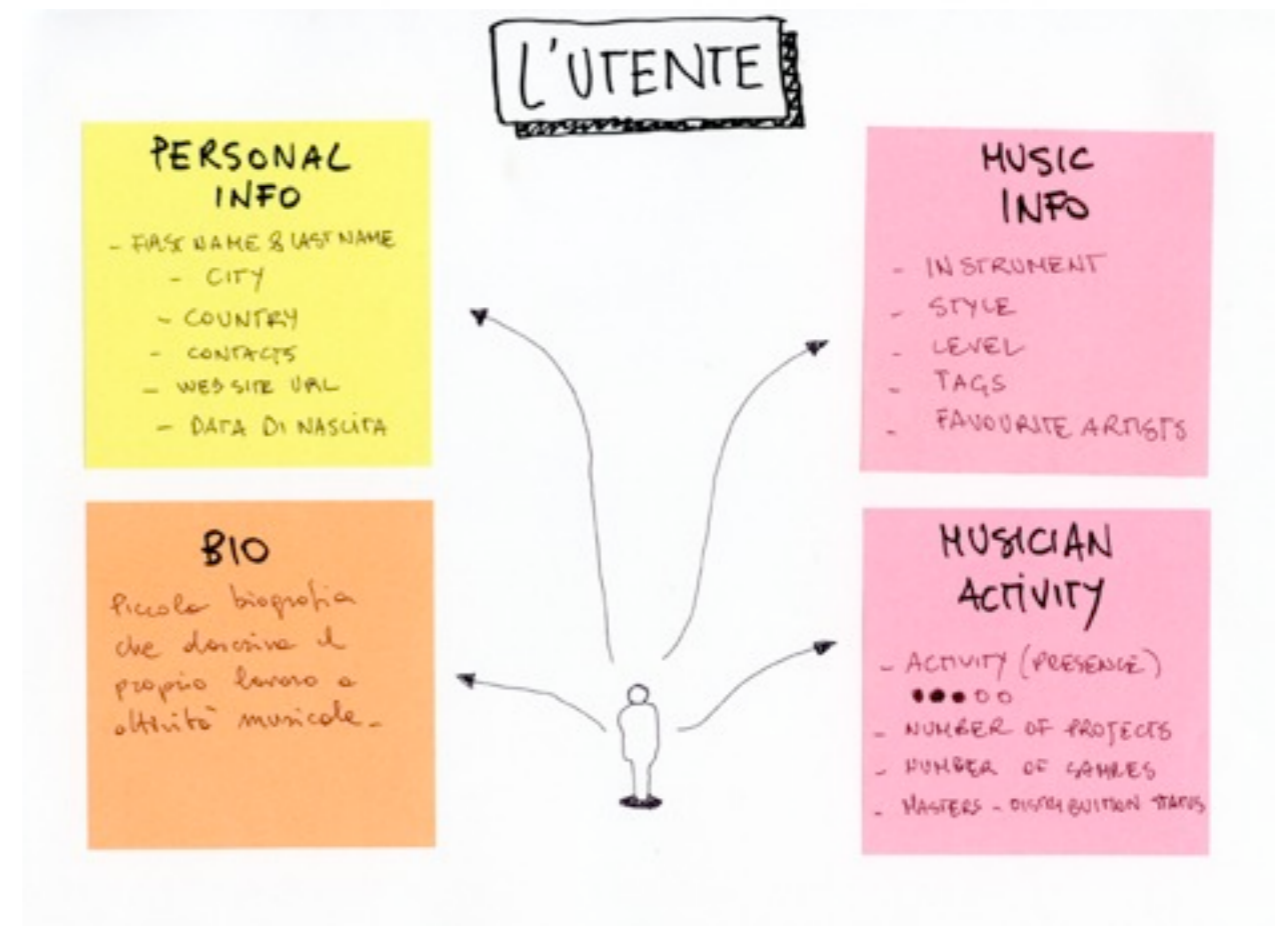 L'UTENTE
PERSONAL
INFO
- FIRST NAME & LAST NAME
- CITY
- COUNTRY
- CONTACTS
- WEB SITE URL
- DATA DI NASCITA
BIO
Piccola biografia
che descriva il
proprio lavoro e
attività musicale.
MUSIC
INFO
- INSTRUMENT
- STYLE
- LEVEL
- TAGS
- FAVOURITE ARTISTS
MUSICIAN
ACTIVITY
- ACTIVITY (PRESENCE)
- NUMBER OF PROJECTS
- NUMBER OF SAMPLES
- MASTERS - DISTRIBUITION STATUS